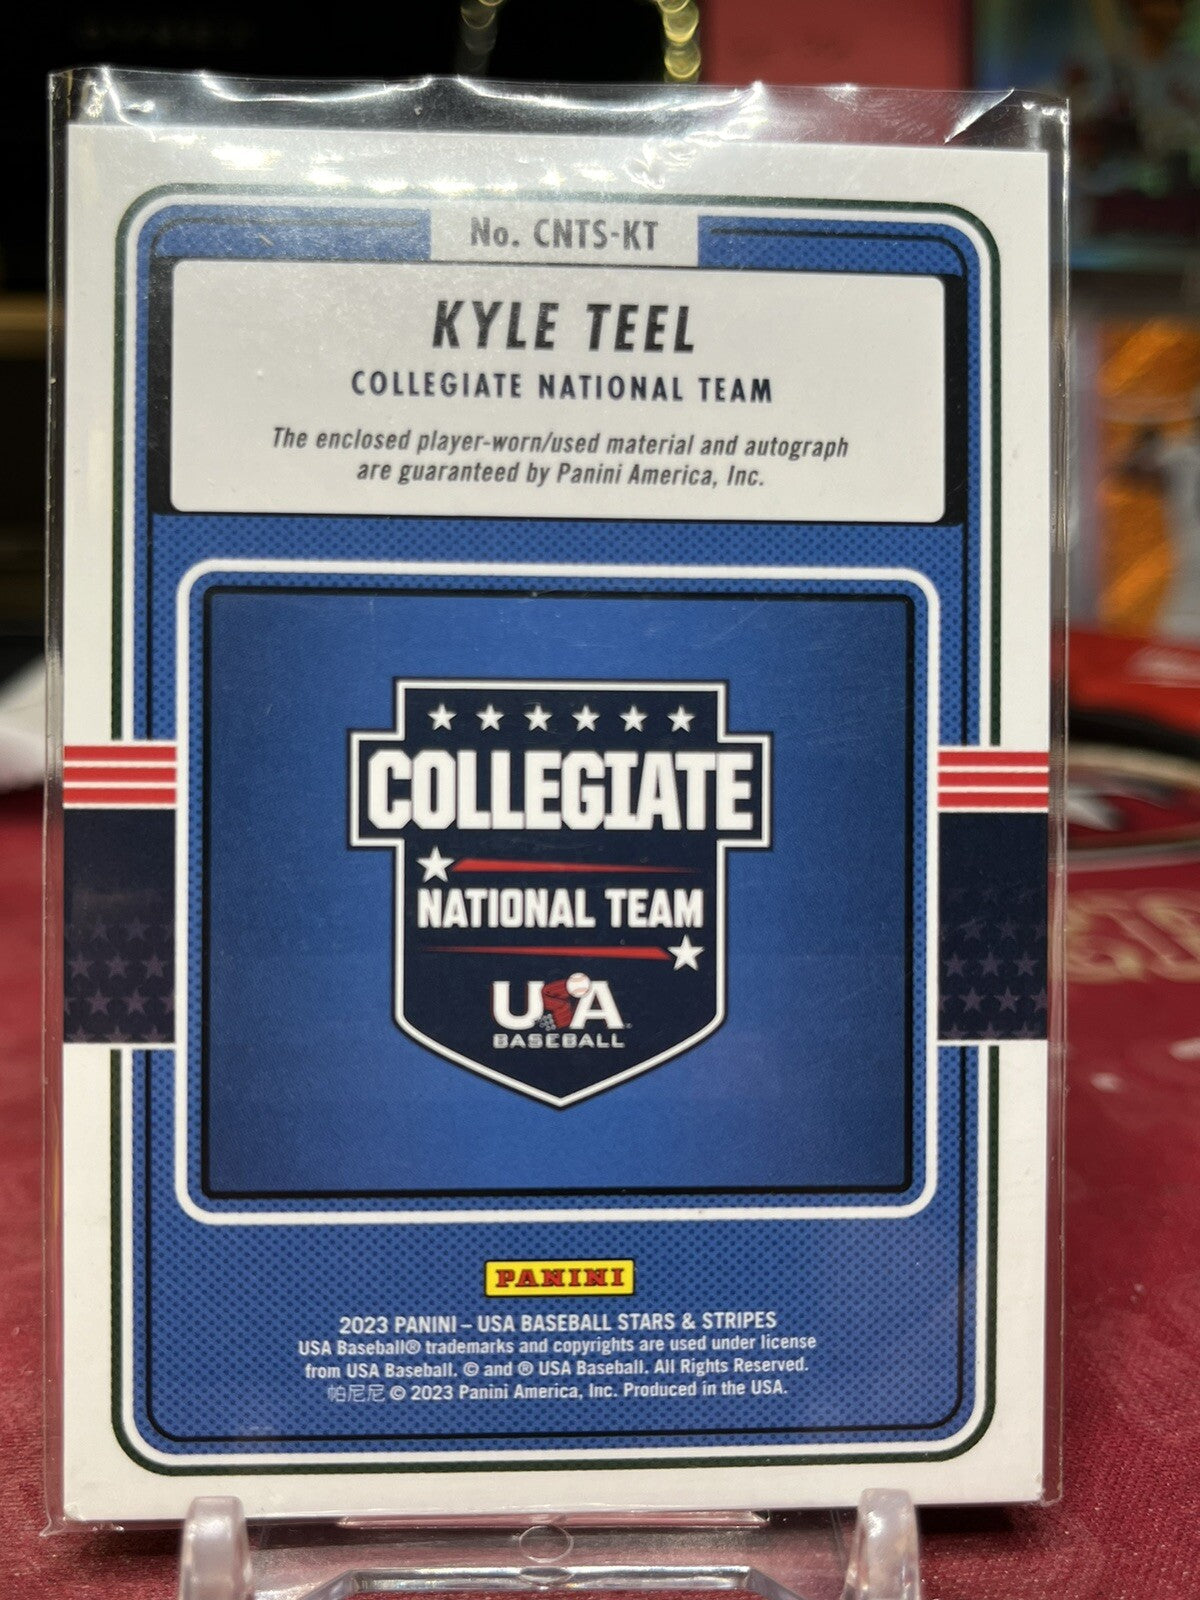 No. CNTS-KT
KYLE TEEL
COLLEGIATE NATIONAL TEAM
The enclosed player-worn/used material and autograph
are guaranteed by Panini America, Inc.
COLLEGIATE
NATIONAL TEAM
USA
BASEBALL
PANINI
2023 PANINI – USA BASEBALL STARS & STRIPES
USA Baseball® trademarks and copyrights are used under license
from USA Baseball. © and ® USA Baseball. All Rights Reserved.
帕尼尼 © 2023 Panini America, Inc. Produced in the USA.